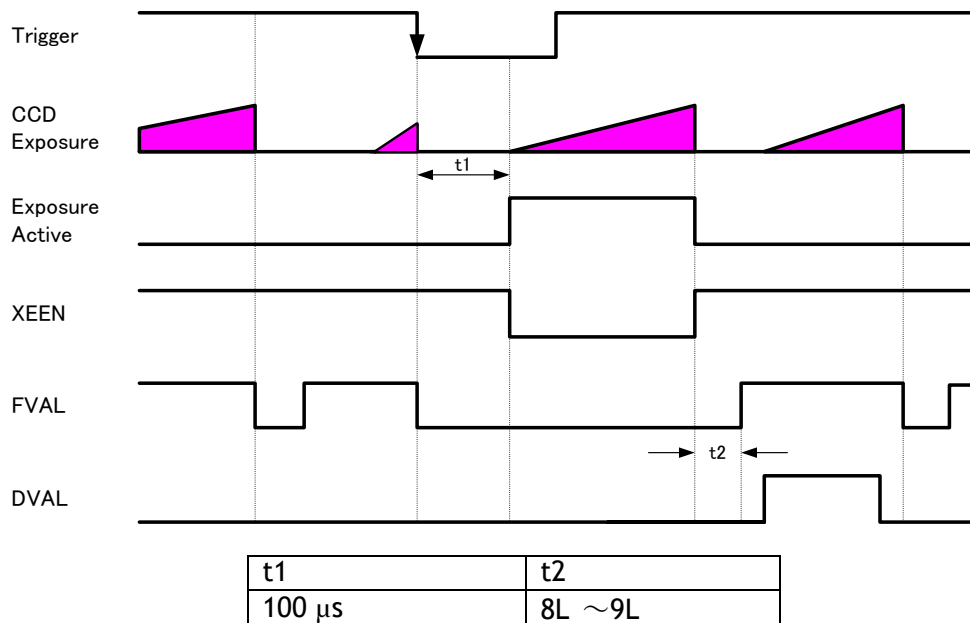 Trigger
CCD
Exposure
t1
Exposure
Active
XEEN
FVAL
t2
DVAL
t1 t2
100 μs 8L ～9L